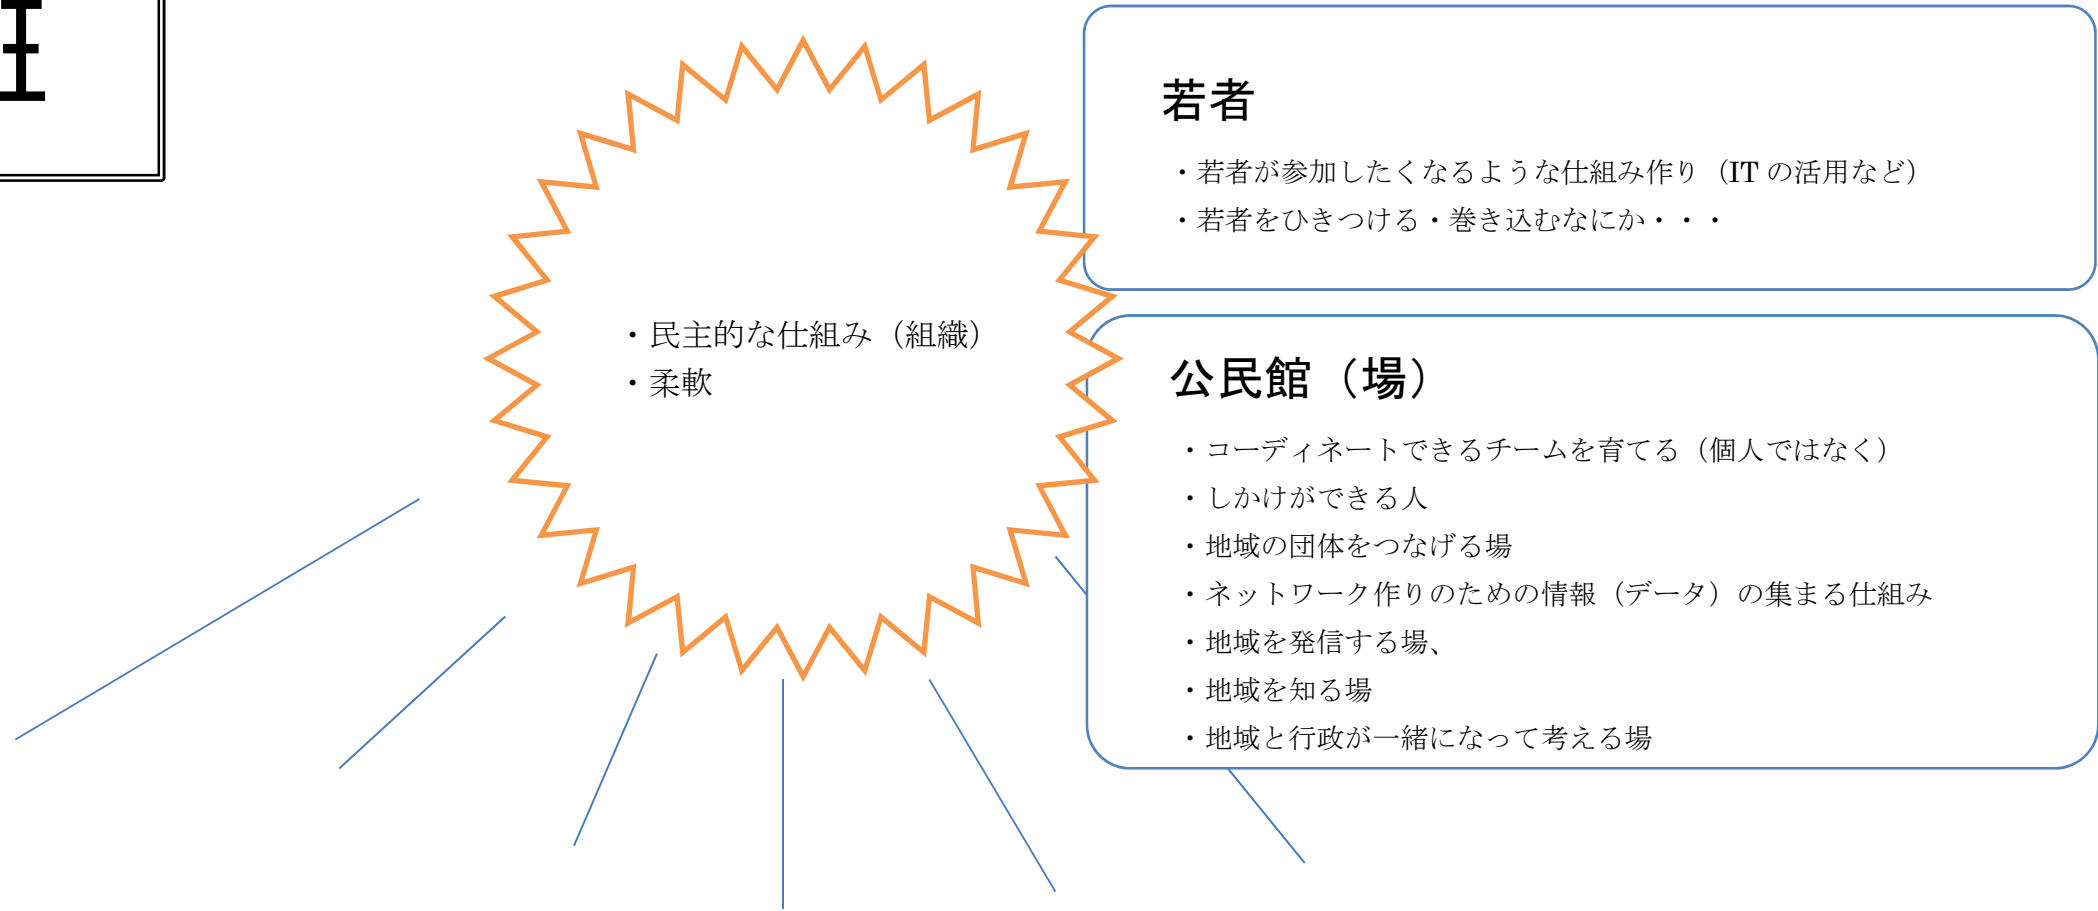 若者
・若者が参加したくなるような仕組み作り（IT の活用など）
・若者をひきつける・巻き込むなにか・・・
・民主的な仕組み（組織）
・柔軟
公民館（場）
・コーディネートできるチームを育てる（個人ではなく）
・しかけができる人
・地域の団体をつなげる場
・ネットワーク作りのための情報（データ）の集まる仕組み
・地域を発信する場、
・地域を知る場
・地域と行政が一緒になって考える場